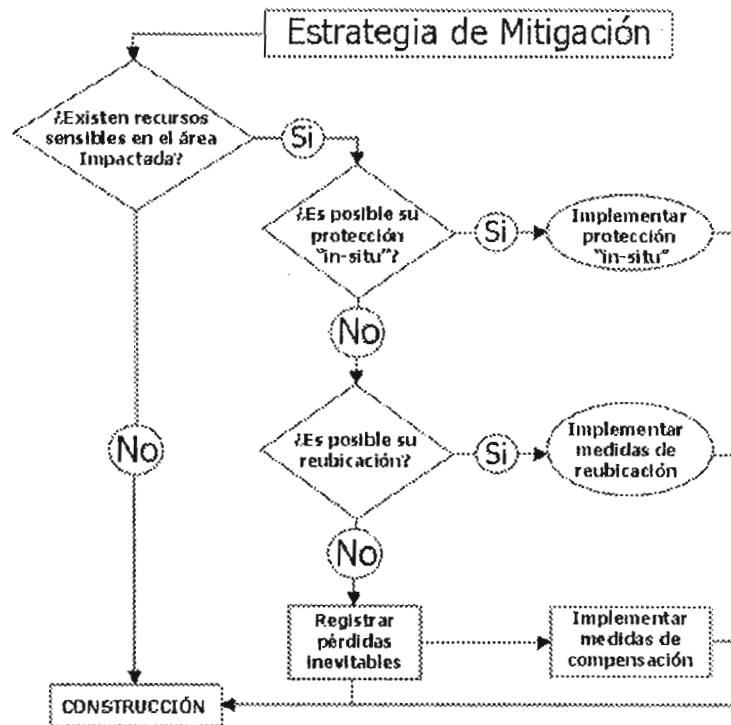 Estrategia de Mitigación
¿Existen recursos
sensibles en el área
Impactada?
Si
¿Es posible su
protección
"in-situ"?
Si
Implementar
protección
"in-situ"
No
¿Es posible su
reubicación?
Si
Implementar
medidas de
reubicación
No
No
Registrar
pérdidas
inevitables
Implementar
medidas de
compensación
CONSTRUCCIÓN